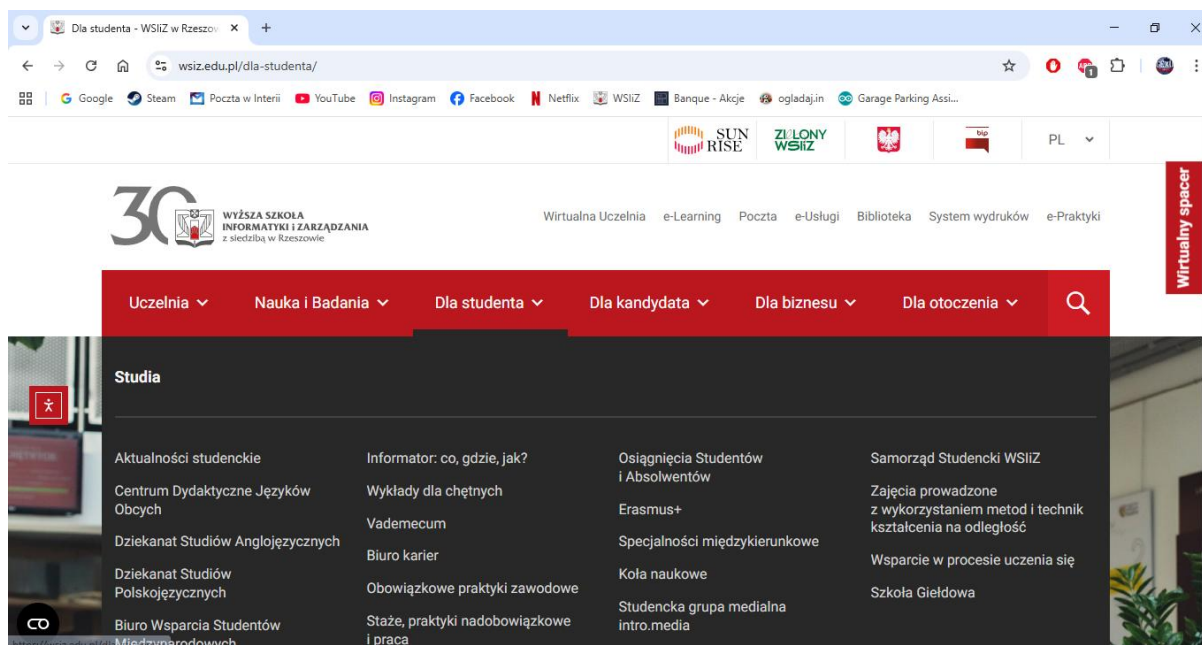 Dla studenta - WSIiZ w Rzeszov
wsiz.edu.pl/dla-studenta/
Google Steam Poczta w Interii YouTube Instagram Facebook Netflix WSIiZ Banque - Akcje ogladaj.in Garage Parking Assi...
SUN
RISE
ZIELONY
WSIiZ
bip
PL
Wirtualny spacer
30
WYŻSZA SZKOŁA
INFORMATYKI i ZARZĄDZANIA
z siedzibą w Rzeszowie
Wirtualna Uczelnia e-Learning Poczta e-Usługi Biblioteka System wydruków e-Praktyki
Uczelnia Nauka i Badania Dla studenta Dla kandydata Dla biznesu Dla otoczenia
Studia
Aktualności studenckie
Centrum Dydaktyczne Języków
Obcych
Dziekanat Studiów Anglojęzycznych
Dziekanat Studiów
Polskojęzycznych
Biuro Wsparcia Studentów
Międzynarodowych
Informator: co, gdzie, jak?
Wykłady dla chętnych
Vademecum
Biuro karier
Obowiązkowe praktyki zawodowe
Staże, praktyki nadobowiązkowe
i praca
Osiągnięcia Studentów
i Absolwentów
Erasmus+
Specjalności międzykierunkowe
Koła naukowe
Studencka grupa medialna
intro.media
Samorząd Studencki WSIiZ
Zajęcia prowadzone
z wykorzystaniem metod i technik
kształcenia na odległość
Wsparcie w procesie uczenia się
Szkoła Giełdowa